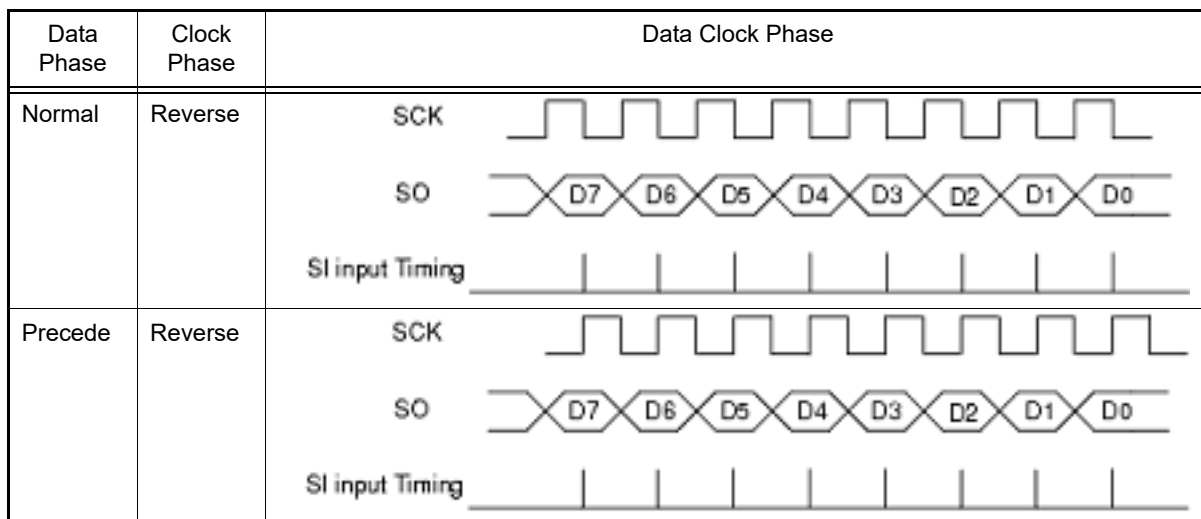 Data Phase
Clock Phase
Data Clock Phase
Normal
Reverse
SCK
SO
D7 D6 D5 D4 D3 D2 D1 D0
SI input Timing
Precede
Reverse
SCK
SO
D7 D6 D5 D4 D3 D2 D1 D0
SI input Timing